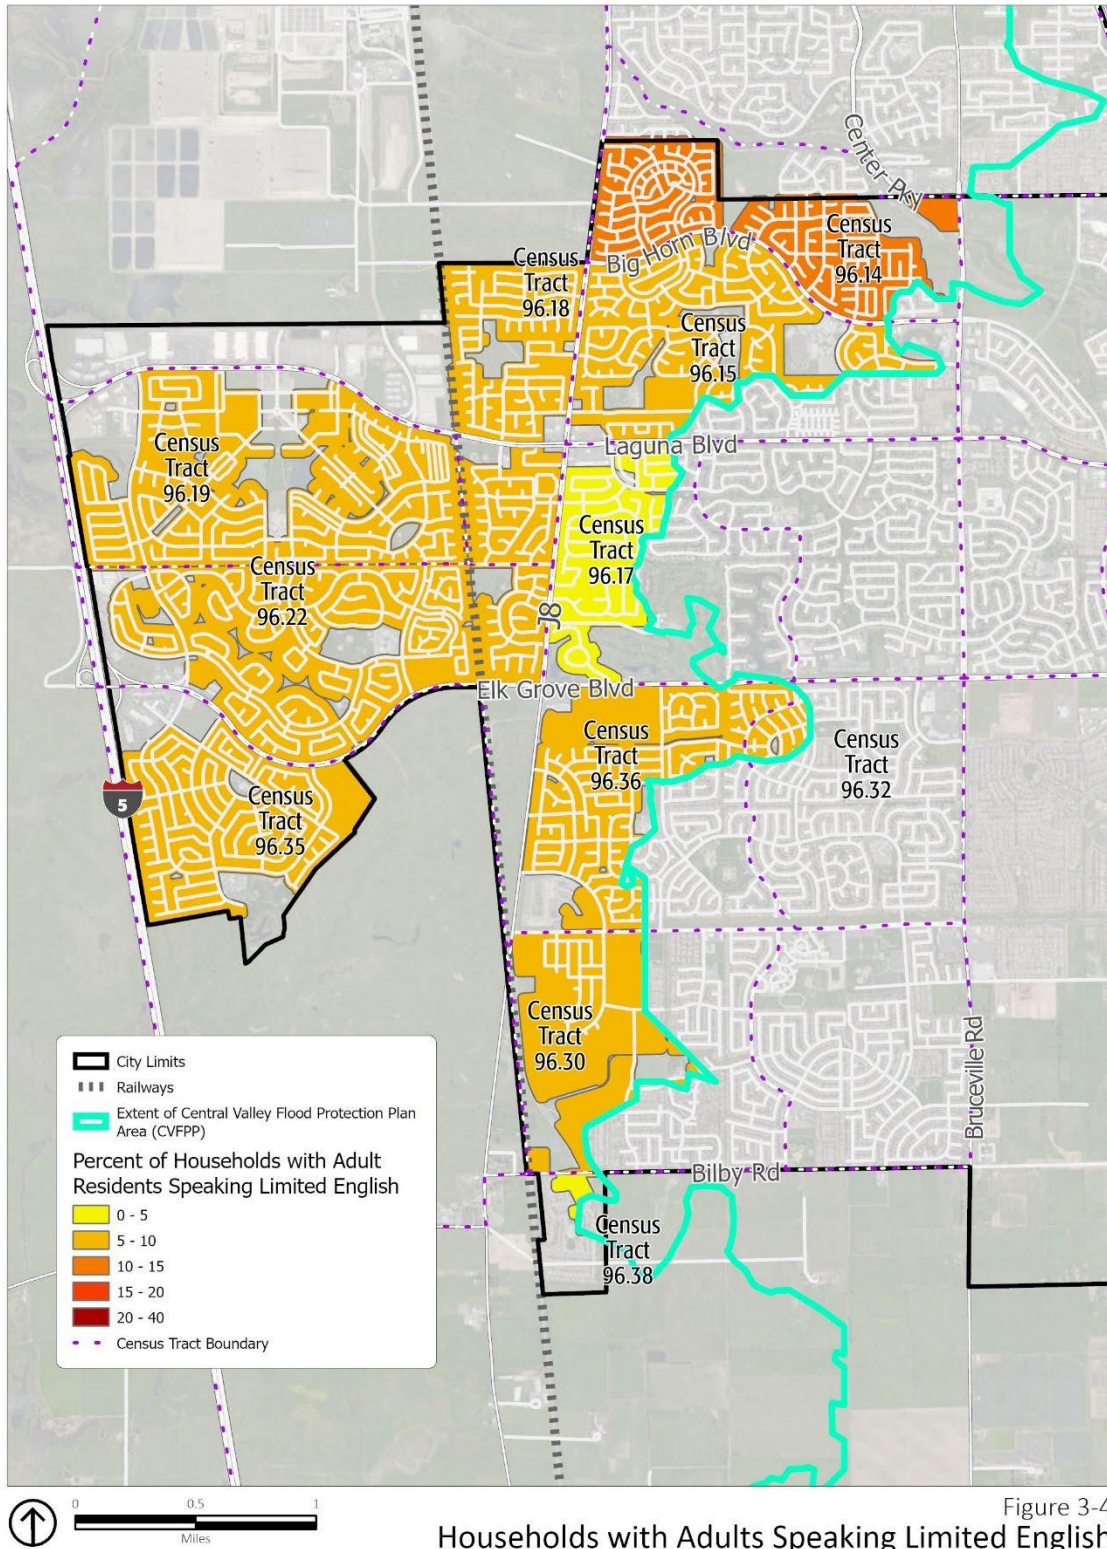 Center Pky
Big Horn Blvd
Census
Tract
96.14
Census
Tract
96.18
Census
Tract
96.15
Laguna Blvd
Census
Tract
96.19
Census
Tract
96.17
Census
Tract
96.22
J8
Elk Grove Blvd
Census
Tract
96.36
Census
Tract
96.32
5
Census
Tract
96.35
Census
Tract
96.30
Bruceville Rd
Bilby Rd
Census
Tract
96.38
City Limits
Railways
Extent of Central Valley Flood Protection Plan
Area (CVFPP)
Percent of Households with Adult
Residents Speaking Limited English
0 - 5
5 - 10
10 - 15
15 - 20
20 - 40
Census Tract Boundary
0 0.5 1
Miles
Figure 3-4
Households with Adults Speaking Limited English